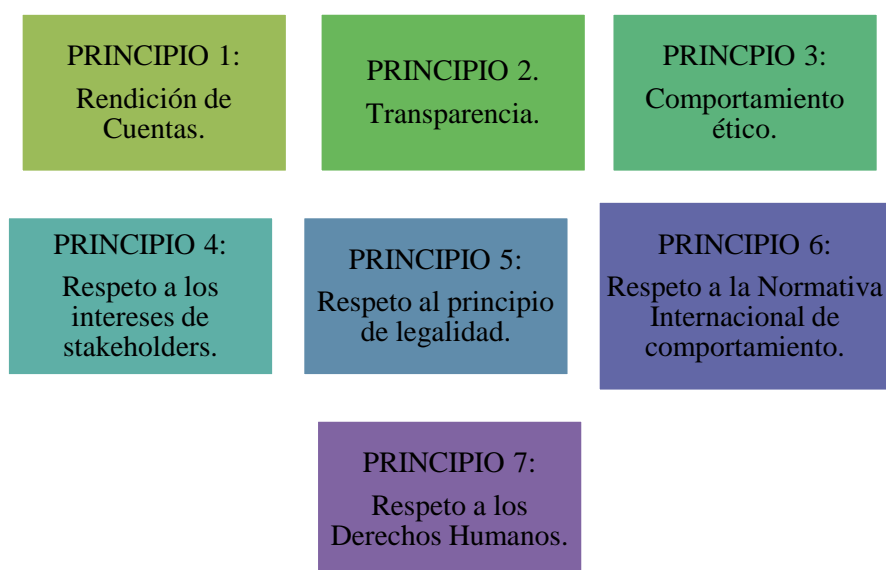 PRINCIPIO 1:
Rendición de
Cuentas.
PRINCIPIO 2.
Transparencia.
PRINCPIO 3:
Comportamiento
ético.
PRINCIPIO 4:
Respeto a los
intereses de
stakeholders.
PRINCIPIO 5:
Respeto al principio
de legalidad.
PRINCIPIO 6:
Respeto a la Normativa
Internacional de
comportamiento.
PRINCIPIO 7:
Respeto a los
Derechos Humanos.